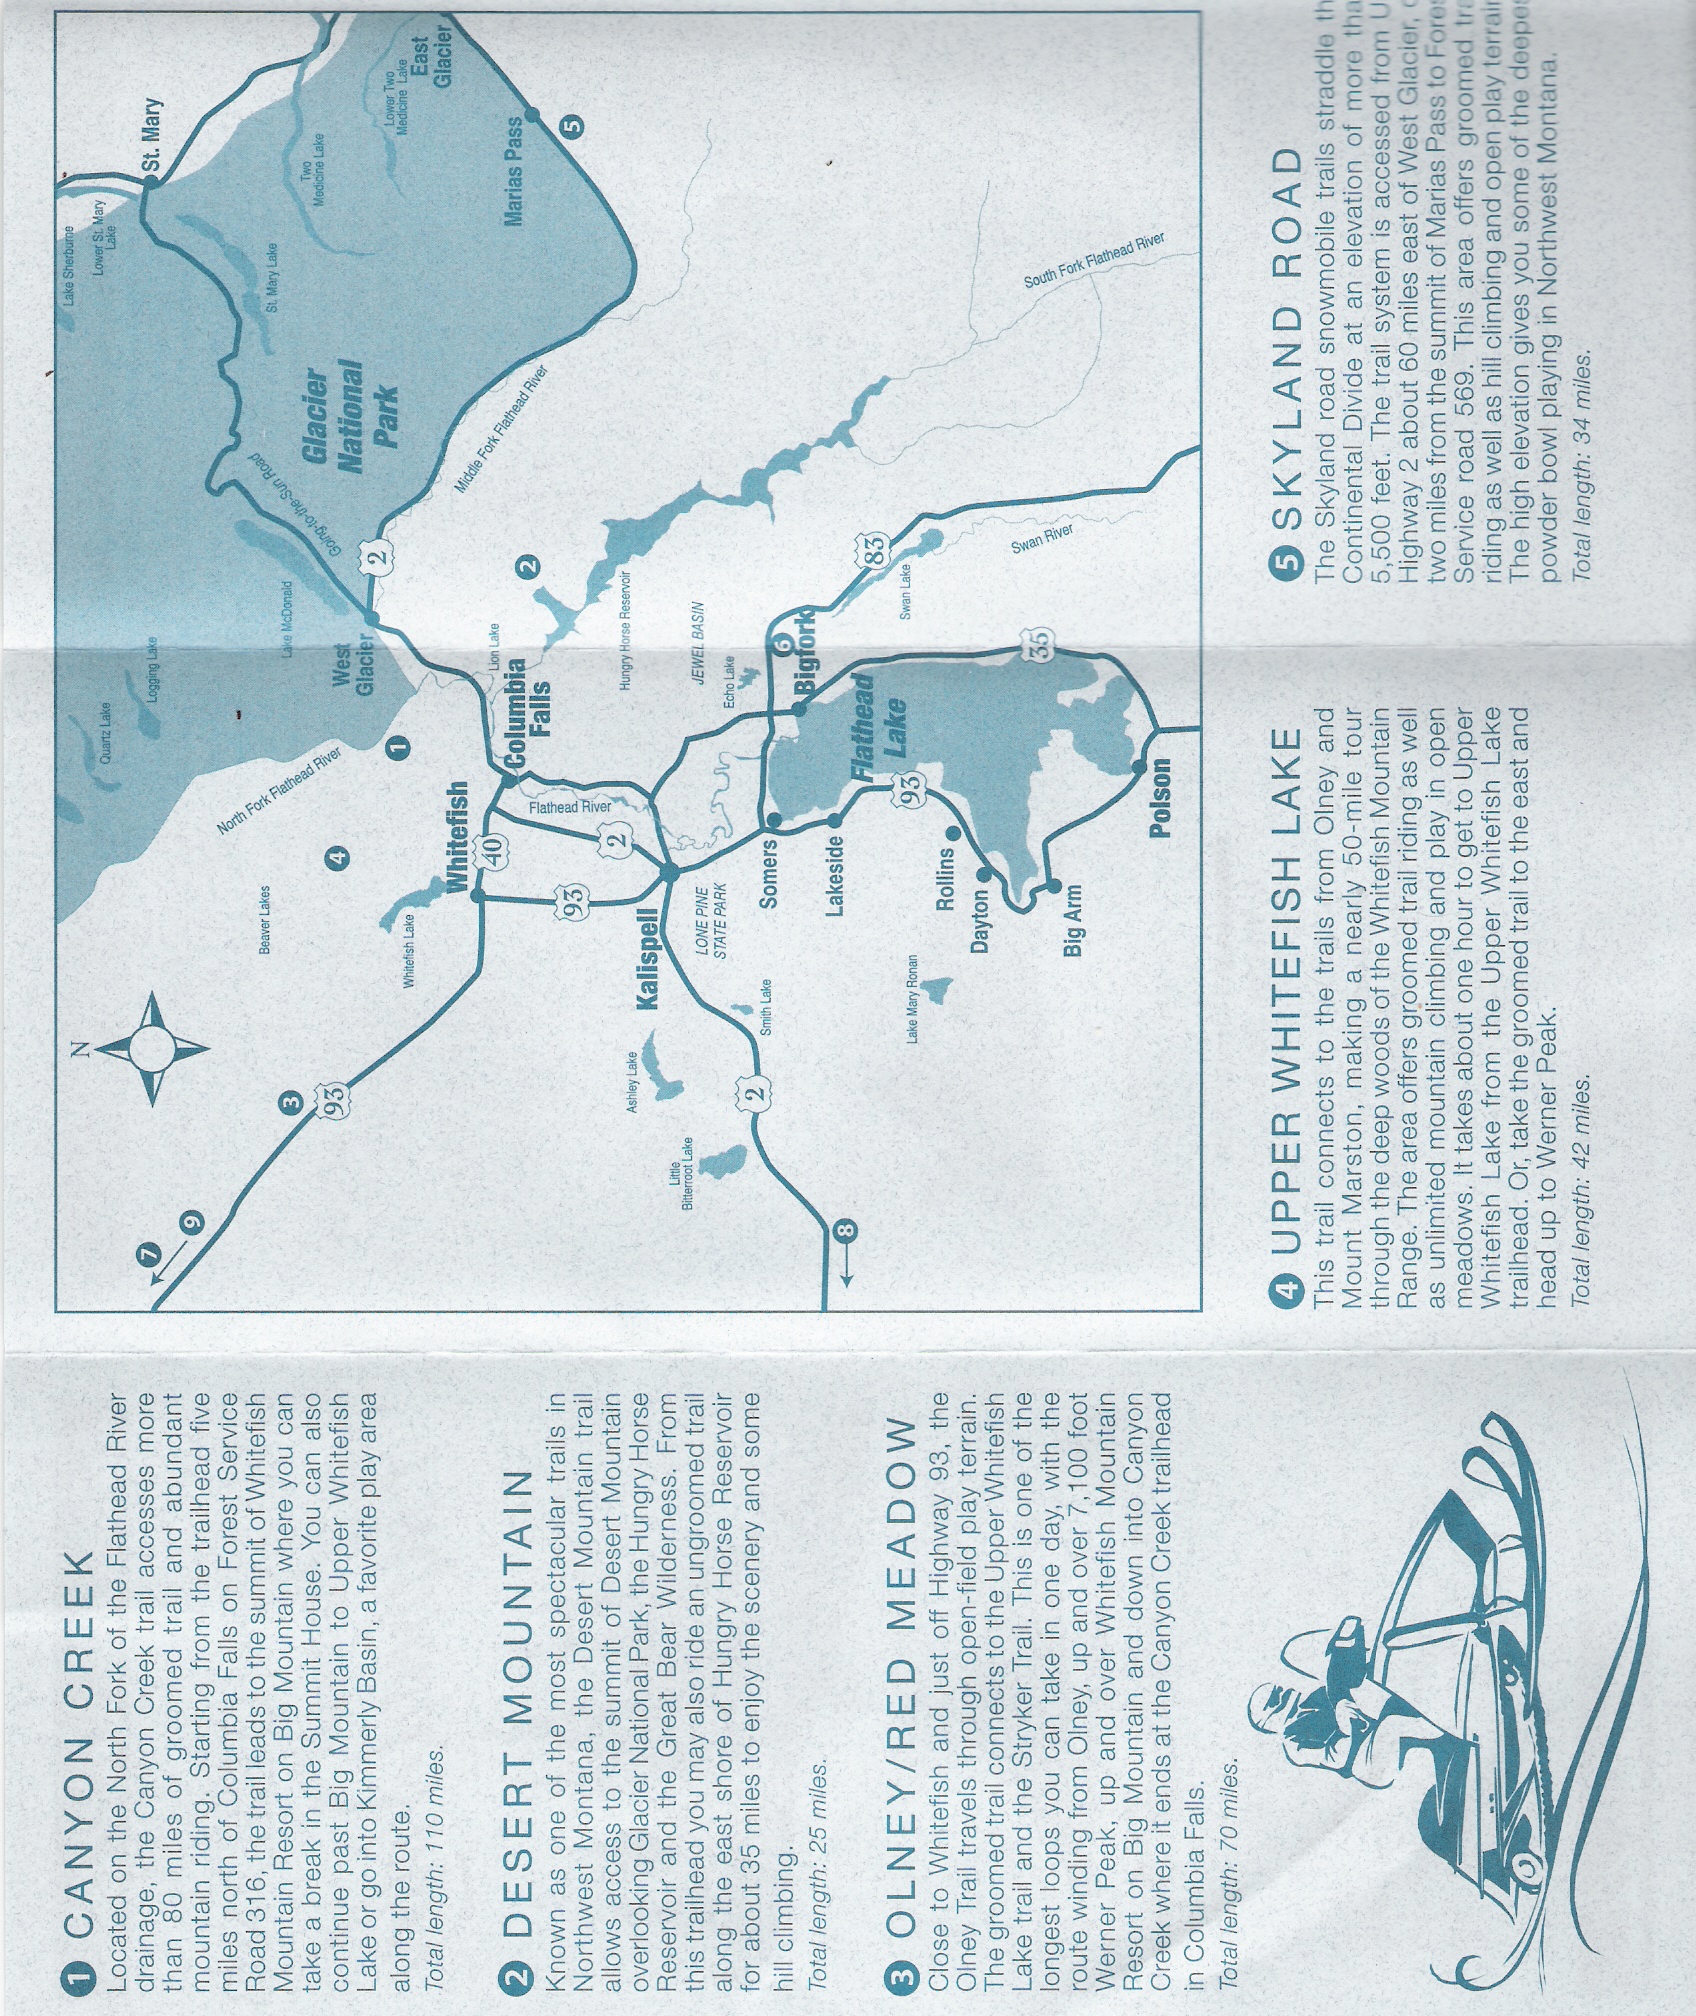 1 CANYON CREEK
Located on the North Fork of the Flathead River
drainage, the Canyon Creek trail accesses more
than 80 miles of groomed trail and abundant
mountain riding. Starting from the trailhead five
miles north of Columbia Falls on Forest Service
Road 316, the trail leads to the summit of Whitefish
Mountain Resort on Big Mountain where you can
take a break in the Summit House. You can also
continue past Big Mountain to Upper Whitefish
Lake or go into Kimmerly Basin, a favorite play area
along the route.
Total length: 110 miles.
2 DESERT MOUNTAIN
Known as one of the most spectacular trails in
Northwest Montana, the Desert Mountain trail
allows access to the summit of Desert Mountain
overlooking Glacier National Park, the Hungry Horse
Reservoir and the Great Bear Wilderness. From
this trailhead you may also ride an ungroomed trail
along the east shore of Hungry Horse Reservoir
for about 35 miles to enjoy the scenery and some
hill climbing.
Total length: 25 miles.
3 OLNEY/RED MEADOW
Close to Whitefish and just off Highway 93, the
Olney Trail travels through open-field play terrain.
The groomed trail connects to the Upper Whitefish
Lake trail and the Stryker Trail. This is one of the
longest loops you can take in one day, with the
route winding from Olney, up and over 7,100 foot
Werner Peak, up and over Whitefish Mountain
Resort on Big Mountain and down into Canyon
Creek where it ends at the Canyon Creek trailhead
in Columbia Falls.
Total length: 70 miles.
N
7
9
3
93
Beaver Lakes
4
Whitefish Lake
North Fork Flathead River
1
Quartz Lake
Logging Lake
Lake McDonald
West
Glacier
Going-to-the-Sun Road
2
Glacier
National
Park
Lake Sherburne
Lower St. Mary
Lake
St. Mary
St. Mary Lake
Two
Medicine Lake
Lower Two
Medicine Lake
East
Glacier
Marias Pass
5
Middle Fork Flathead River
Whitefish
40
93
2
Flathead River
Columbia
Falls
Lion Lake
2
Hungry Horse Reservoir
JEWEL BASIN
Echo Lake
South Fork Flathead River
Kalispell
LONE PINE
STATE PARK
Ashley Lake
Smith Lake
Little
Bitterroot Lake
2
8
Somers
Lakeside
93
Flathead
Lake
6
Bigfork
83
Swan Lake
Swan River
35
Lake Mary Ronan
Rollins
Dayton
Big Arm
Polson
4 UPPER WHITEFISH LAKE
This trail connects to the trails from Olney and
Mount Marston, making a nearly 50-mile tour
through the deep woods of the Whitefish Mountain
Range. The area offers groomed trail riding as well
as unlimited mountain climbing and play in open
meadows. It takes about one hour to get to Upper
Whitefish Lake from the Upper Whitefish Lake
trailhead. Or, take the groomed trail to the east and
head up to Werner Peak.
Total length: 42 miles.
5 SKYLAND ROAD
The Skyland road snowmobile trails straddle th
Continental Divide at an elevation of more tha
5,500 feet. The trail system is accessed from U
Highway 2 about 60 miles east of West Glacier,
two miles from the summit of Marias Pass to Fores
Service road 569. This area offers groomed tra
riding as well as hill climbing and open play terrain
The high elevation gives you some of the deepes
powder bowl playing in Northwest Montana.
Total length: 34 miles.